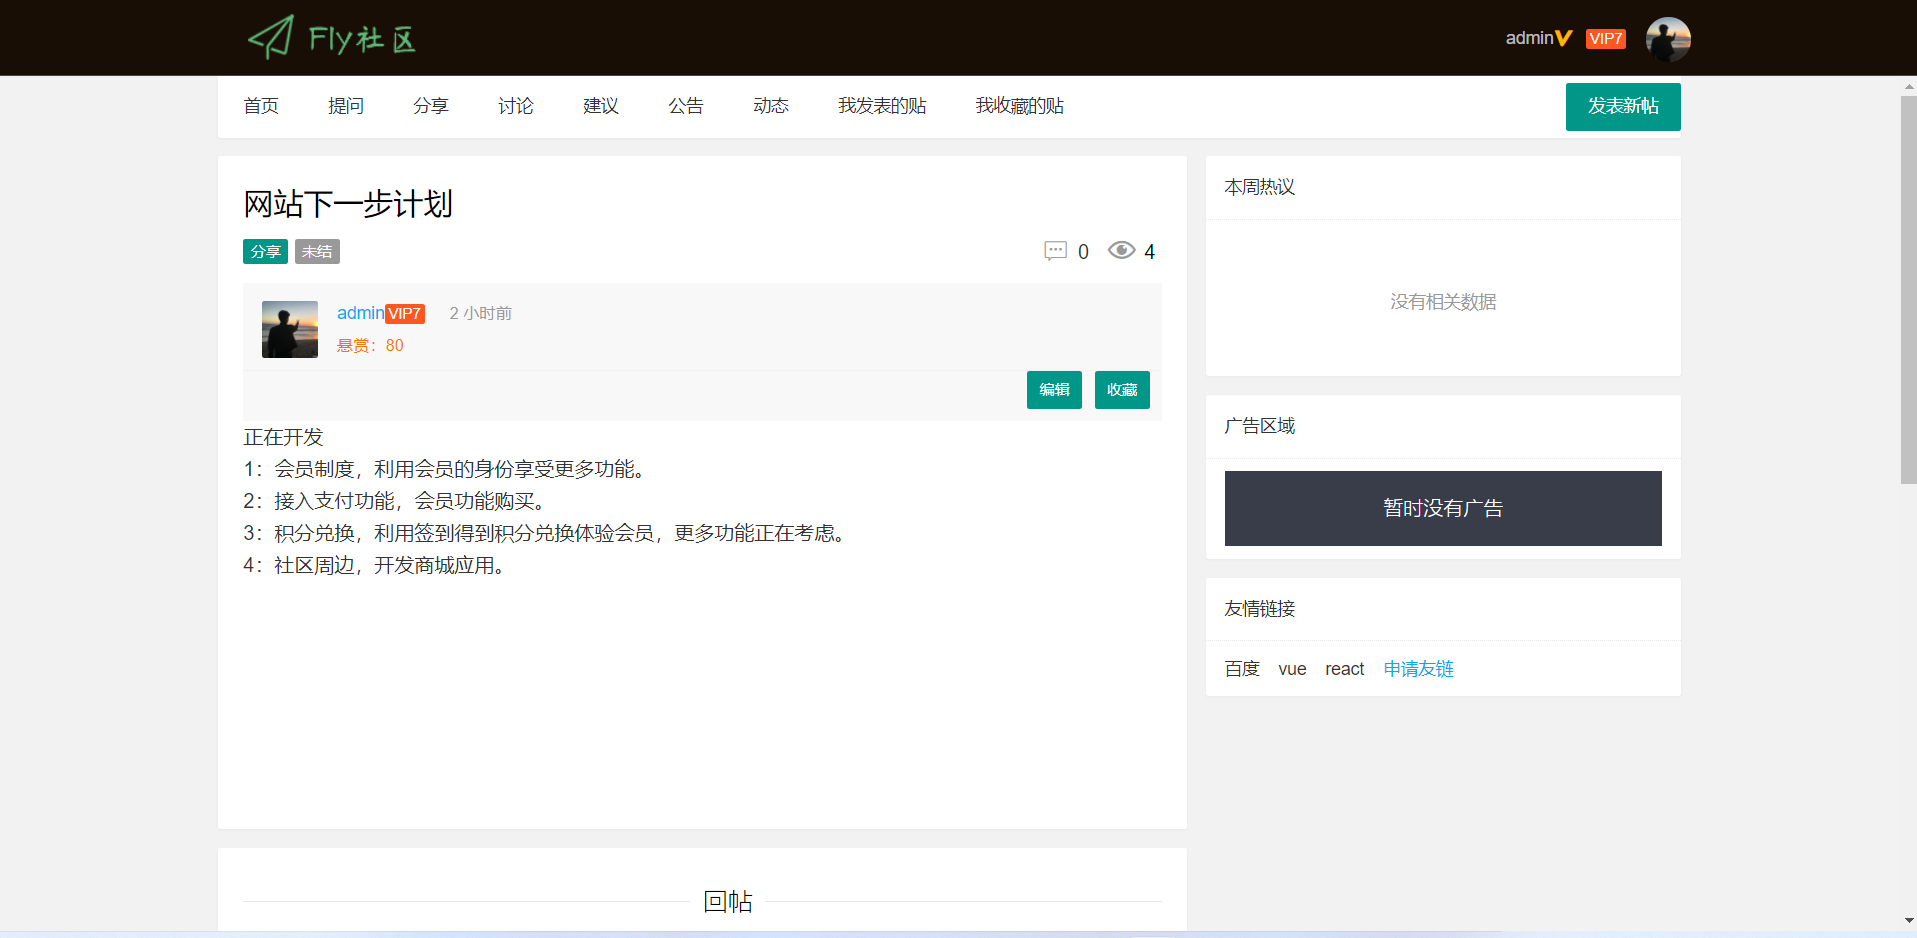 Fly社区
admin VIP7
首页 提问 分享 讨论 建议 公告 动态 我发表的贴 我收藏的贴 发表新帖
网站下一步计划
分享 未结 0 4
adminVIP7 2 小时前
悬赏：80
编辑 收藏
正在开发
1：会员制度，利用会员的身份享受更多功能。
2：接入支付功能，会员功能购买。
3：积分兑换，利用签到得到积分兑换体验会员，更多功能正在考虑。
4：社区周边，开发商城应用。
回帖
本周热议
没有相关数据
广告区域
暂时没有广告
友情链接
百度 vue react 申请友链